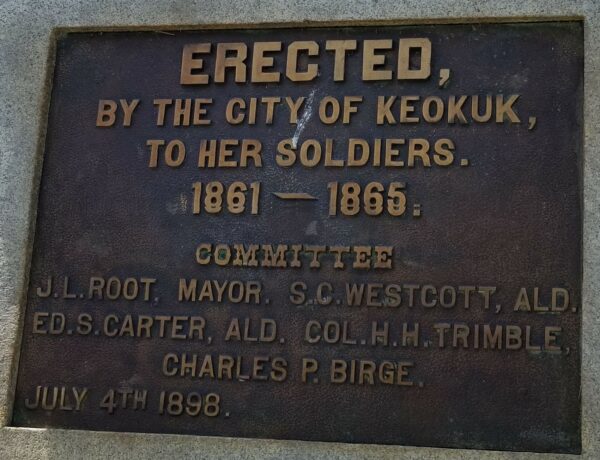 ERECTED,
BY THE CITY OF KEOKUK,
TO HER SOLDIERS.
1861 — 1865.
COMMITTEE
J.L.ROOT, MAYOR. S.C.WESTCOTT, ALD.
ED.S.CARTER, ALD. COL.H.H.TRIMBLE,
CHARLES P. BIRGE.
JULY 4TH 1898.